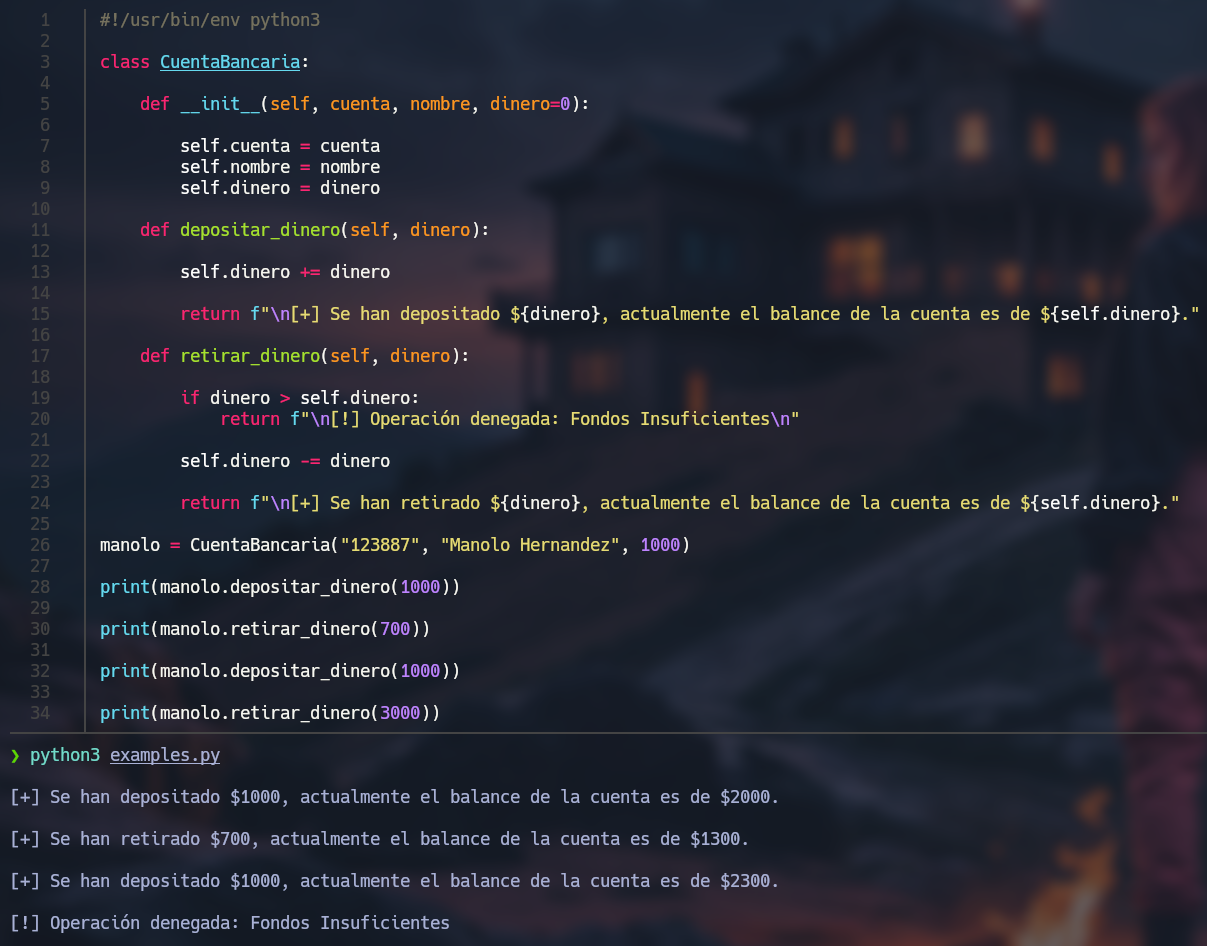 1 #!/usr/bin/env python3
2
3 class CuentaBancaria:
4
5     def __init__(self, cuenta, nombre, dinero=0):
6
7         self.cuenta = cuenta
8         self.nombre = nombre
9         self.dinero = dinero
10
11     def depositar_dinero(self, dinero):
12
13         self.dinero += dinero
14
15         return f"\n[+] Se han depositado ${dinero}, actualmente el balance de la cuenta es de ${self.dinero}."
16
17     def retirar_dinero(self, dinero):
18
19         if dinero > self.dinero:
20             return f"\n[!] Operación denegada: Fondos Insuficientes\n"
21
22         self.dinero -= dinero
23
24         return f"\n[+] Se han retirado ${dinero}, actualmente el balance de la cuenta es de ${self.dinero}."
25
26 manolo = CuentaBancaria("123887", "Manolo Hernandez", 1000)
27
28 print(manolo.depositar_dinero(1000))
29
30 print(manolo.retirar_dinero(700))
31
32 print(manolo.depositar_dinero(1000))
33
34 print(manolo.retirar_dinero(3000))
❯ python3 examples.py
[+] Se han depositado $1000, actualmente el balance de la cuenta es de $2000.
[+] Se han retirado $700, actualmente el balance de la cuenta es de $1300.
[+] Se han depositado $1000, actualmente el balance de la cuenta es de $2300.
[!] Operación denegada: Fondos Insuficientes